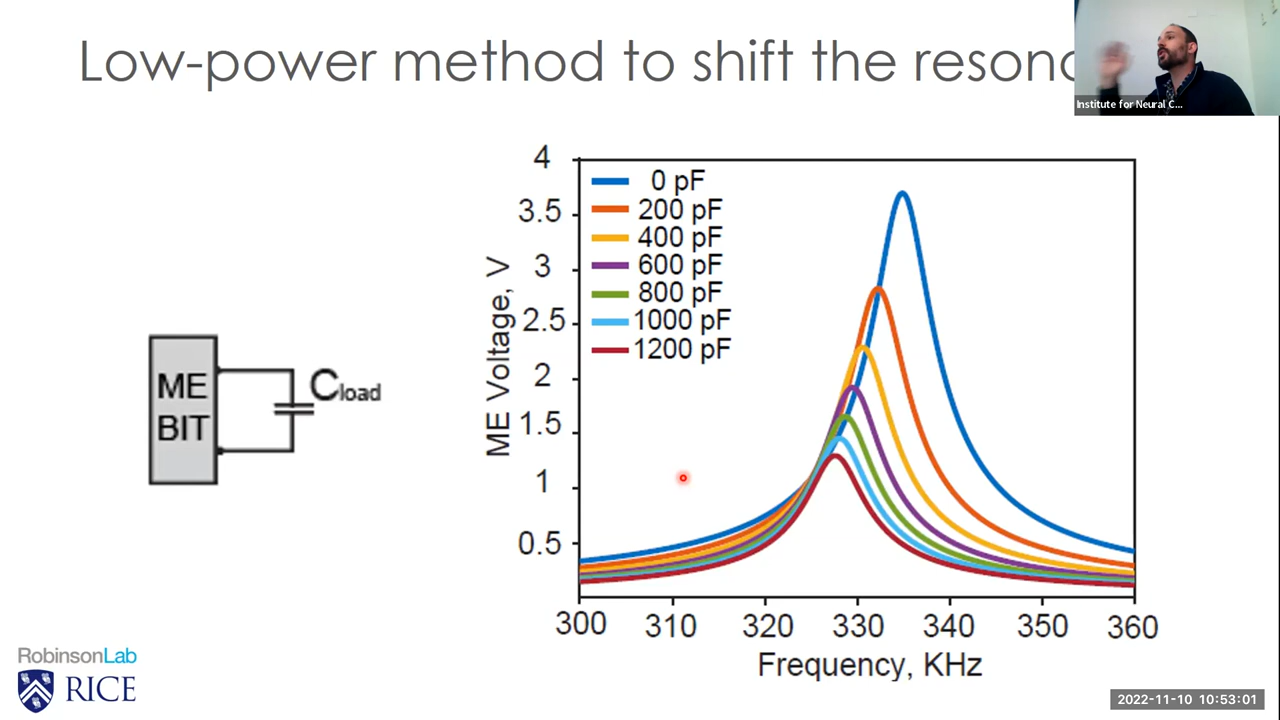 Low-power method to shift the reson
Institute for Neural C...
4
3.5
3
2.5
2
1.5
1
0.5
ME Voltage, V
0 pF
200 pF
400 pF
600 pF
800 pF
1000 pF
1200 pF
ME
BIT
Cload
300 310 320 330 340 350 360
Frequency, KHz
RobinsonLab
RICE
2022-11-10 10:53:01